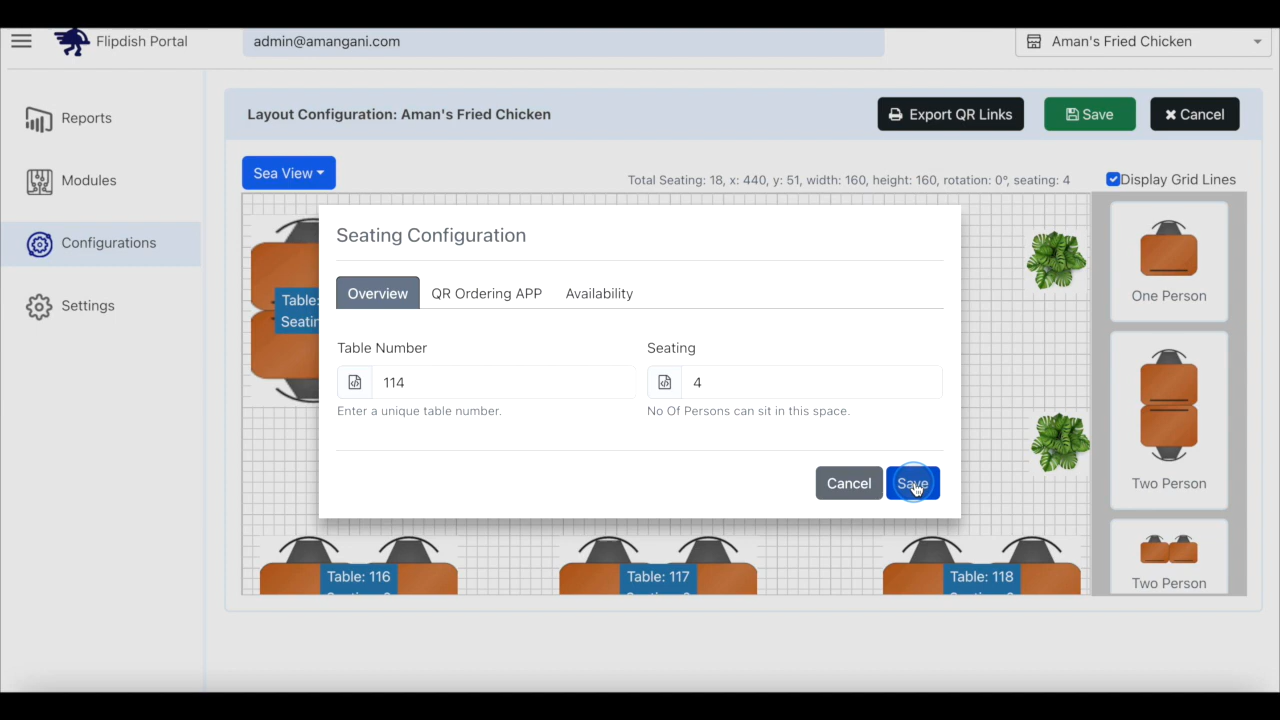 Flipdish Portal
admin@amangani.com
Aman's Fried Chicken
Reports
Modules
Configurations
Settings
Layout Configuration: Aman's Fried Chicken
Export QR Links
Save
Cancel
Sea View
Total Seating: 18, x: 440, y: 51, width: 160, height: 160, rotation: 0°, seating: 4
Display Grid Lines
Table:
Seating Configuration
Overview
QR Ordering APP
Availability
Table Number
Seating
114
4
Enter a unique table number.
No Of Persons can sit in this space.
Cancel
Save
Table: 116
Table: 117
Table: 118
One Person
Two Person
Two Person